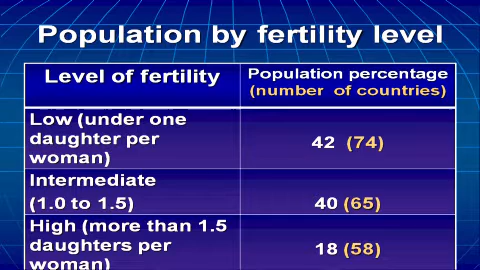 Population by fertility level
Level of fertility
Population percentage
(number of countries)
Low (under one
daughter per
woman)
42 (74)
Intermediate
(1.0 to 1.5)
40 (65)
High (more than 1.5
daughters per
woman)
18 (58)